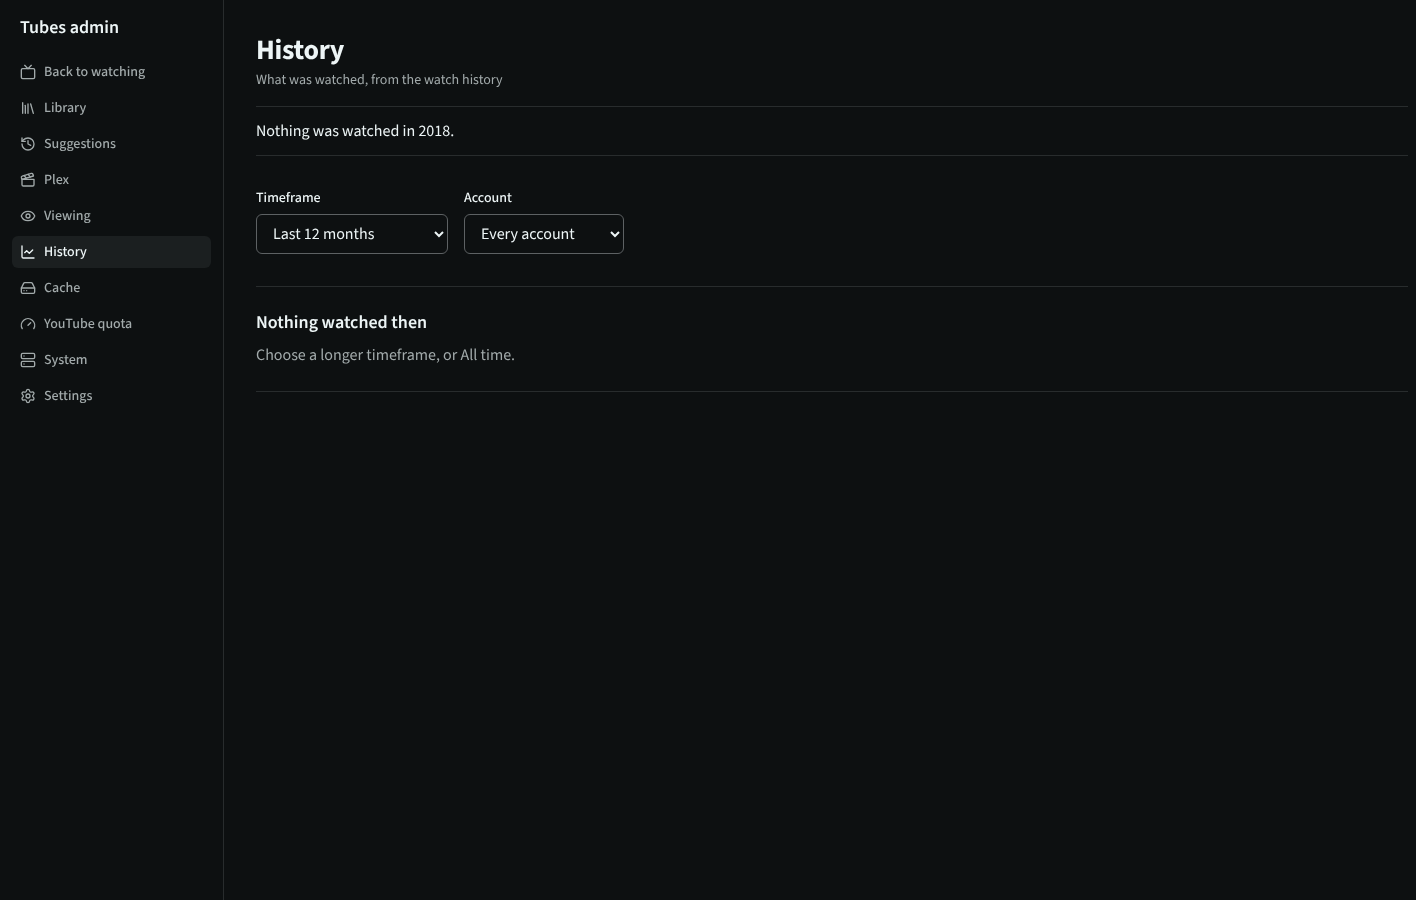 Tubes admin
Back to watching
Library
Suggestions
Plex
Viewing
History
Cache
YouTube quota
System
Settings
History
What was watched, from the watch history
Nothing was watched in 2018.
Timeframe
Account
Last 12 months
Every account
Nothing watched then
Choose a longer timeframe, or All time.